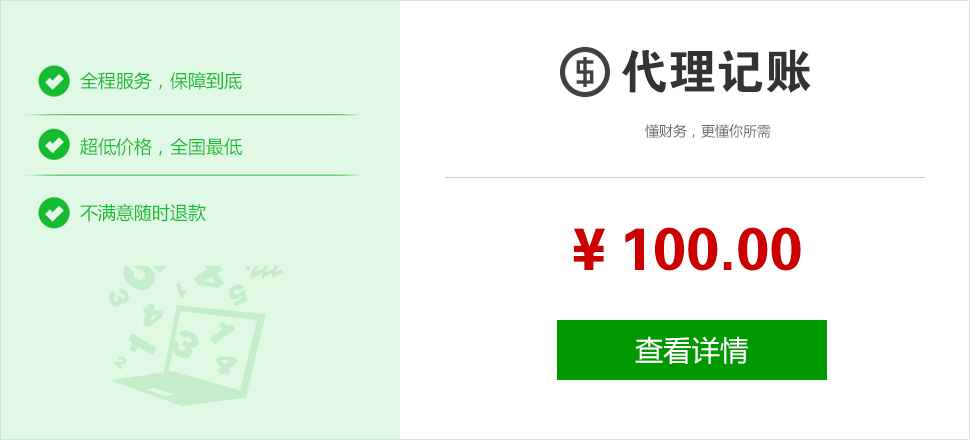 全程服务，保障到底
超低价格，全国最低
不满意随时退款
代理记账
懂财务，更懂你所需
¥ 100.00
查看详情